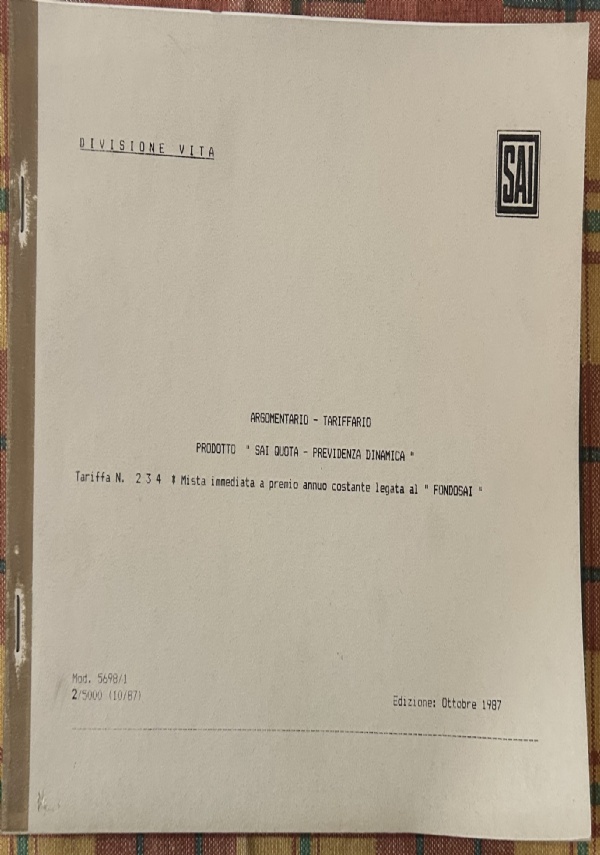 DIVISIONE VITA
SAI
ARGOMENTARIO - TARIFFARIO
PRODOTTO " SAI QUOTA - PREVIDENZA DINAMICA "
Tariffa N. 2 3 4 * Mista immediata a premio annuo costante legata al " FONDOSAI "
Mod. 5698/1
2/5000 (10/87)
Edizione: Ottobre 1987